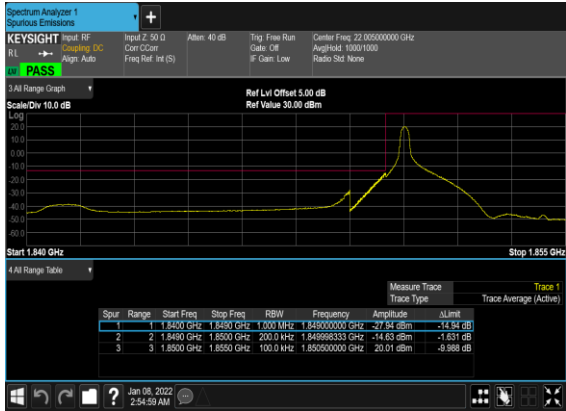 Spectrum Analyzer 1
Spurious Emissions
+
KEYSIGHT Input: RF Input Z: 50 Ω Atten: 40 dB Trig: Free Run Center Freq: 22.005000000 GHz
RL Coupling: DC Corr CCorr Gate: Off Avg|Hold: 1000/1000
Align: Auto Freq Ref: Int (S) IF Gain: Low Radio Std: None
PASS
3 All Range Graph
Ref Lvl Offset 5.00 dB
Scale/Div 10.0 dB Ref Value 30.00 dBm
Log
20.0
10.0
0.00
-10.0
-20.0
-30.0
-40.0
-50.0
-60.0
Start 1.840 GHz Stop 1.855 GHz
4 All Range Table
Measure Trace Trace 1
Trace Type Trace Average (Active)
Spur Range Start Freq Stop Freq RBW Frequency Amplitude ΔLimit
1 1 1.8400 GHz 1.8490 GHz 1.000 MHz 1.849000000 GHz -27.94 dBm -14.94 dB
2 2 1.8490 GHz 1.8500 GHz 200.0 kHz 1.849998333 GHz -14.63 dBm -1.631 dB
3 3 1.8500 GHz 1.8550 GHz 100.0 kHz 1.850500000 GHz 20.01 dBm -9.988 dB
? Jan 08, 2022
2:54:59 AM